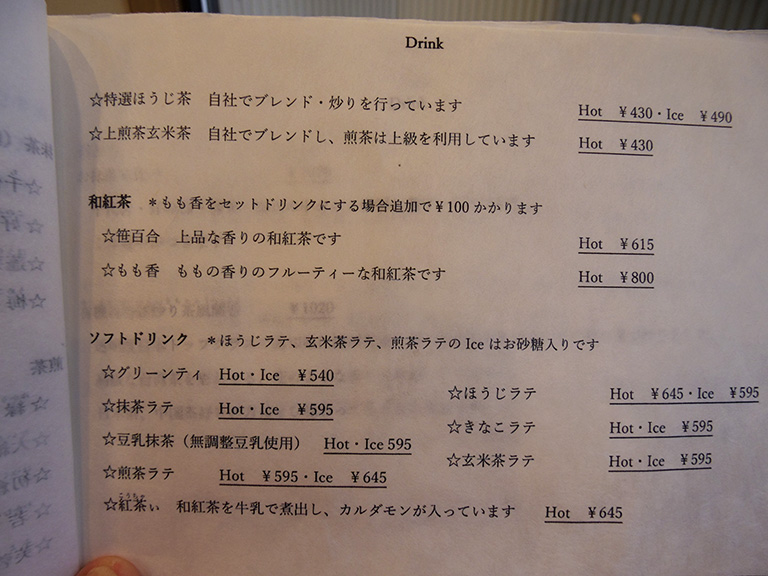 Drink
☆特選ほうじ茶 自社でブレンド・炒りを行っています Hot ¥430・Ice ¥490
☆上煎茶玄米茶 自社でブレンドし、煎茶は上級を利用しています Hot ¥430
和紅茶 *もも香をセットドリンクにする場合追加で¥100かかります
☆笹百合 上品な香りの和紅茶です Hot ¥615
☆もも香 ももの香りのフルーティーな和紅茶です Hot ¥800
ソフトドリンク *ほうじラテ、玄米茶ラテ、煎茶ラテのIceはお砂糖入りです
☆グリーンティ Hot・Ice ¥540
☆抹茶ラテ Hot・Ice ¥595
☆豆乳抹茶(無調整豆乳使用) Hot・Ice 595
☆煎茶ラテ Hot ¥595・Ice ¥645
☆ほうじラテ Hot ¥645・Ice ¥595
☆きなこラテ Hot・Ice ¥595
☆玄米茶ラテ Hot・Ice ¥595
☆紅茶ぃ 和紅茶を牛乳で煮出し、カルダモンが入っています Hot ¥645